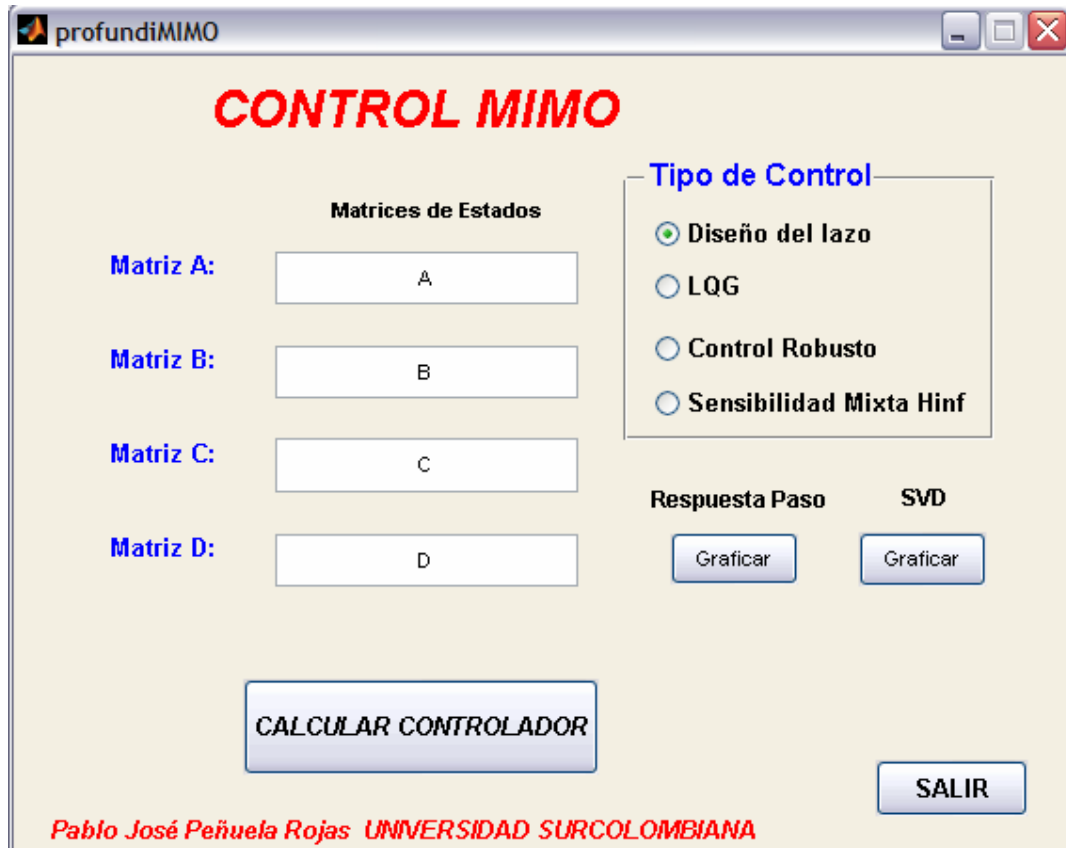 profundiMIMO
CONTROL MIMO
Matrices de Estados
Matriz A:
A
Matriz B:
B
Matriz C:
C
Matriz D:
D
Tipo de Control
Diseño del lazo
LQG
Control Robusto
Sensibilidad Mixta Hinf
Respuesta Paso
SVD
Graficar
Graficar
CALCULAR CONTROLADOR
SALIR
Pablo José Peñuela Rojas UNIVERSIDAD SURCOLOMBIANA